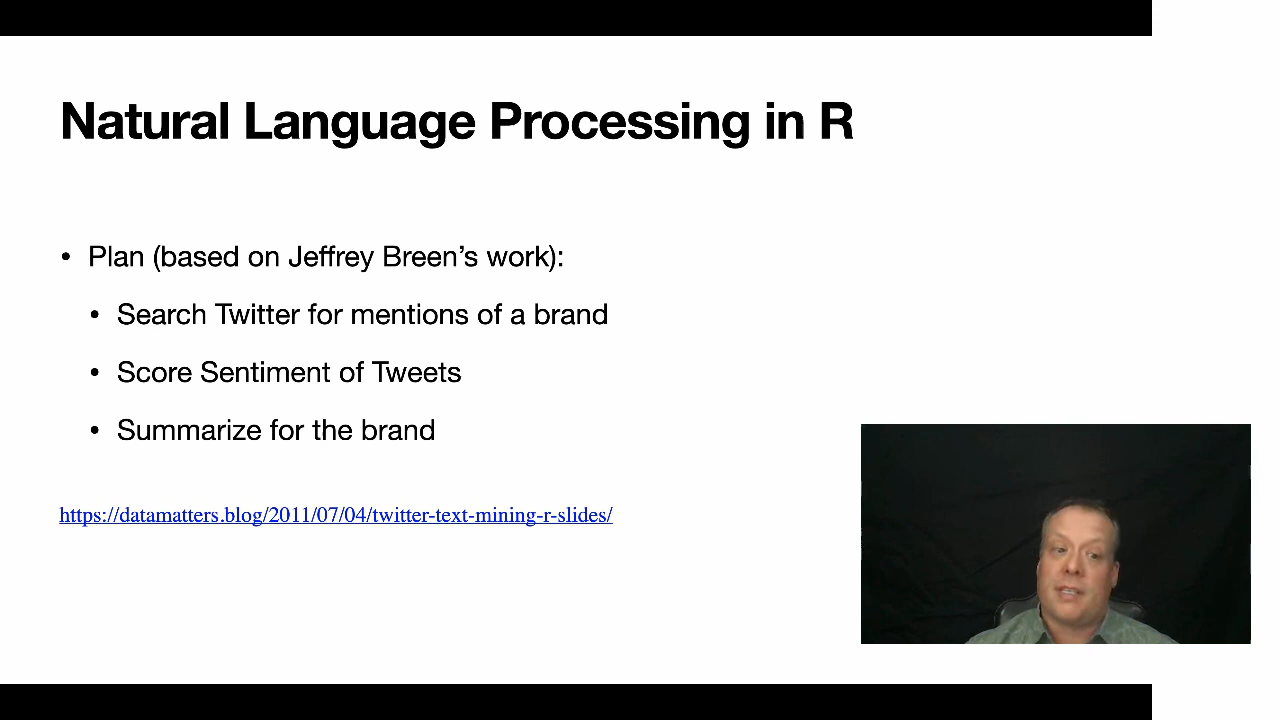 Natural Language Processing in R
• Plan (based on Jeffrey Breen’s work):
• Search Twitter for mentions of a brand
• Score Sentiment of Tweets
• Summarize for the brand
https://datamatters.blog/2011/07/04/twitter-text-mining-r-slides/